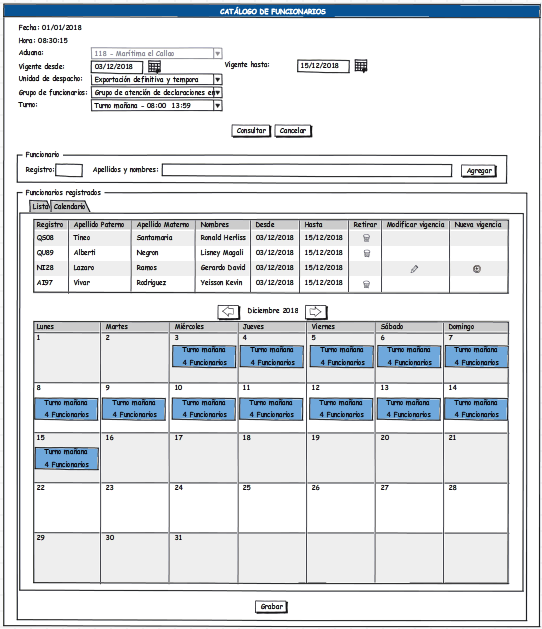 CATÁLOGO DE FUNCIONARIOS
Fecha: 01/01/2018
Hora: 08:30:15
Aduana: 118 - Marítima el Callao
Vigente desde: 03/12/2018 Vigente hasta: 15/12/2018
Unidad de despacho: Exportación definitiva y tempora
Grupo de funcionarios: Grupo de atención de declaraciones en
Turno: Turno mañana - 08:00 13:59
Consultar Cancelar
Funcionario
Registro: Apellidos y nombres: Agregar
Funcionarios registrados
Lista Calendario
Registro Apellido Paterno Apellido Materno Nombres Desde Hasta Retirar Modificar vigencia Nueva vigencia
QS08 Tineo Santamaria Ronald Herliss 03/12/2018 15/12/2018
QU89 Alberti Negron Lisney Magali 03/12/2018 15/12/2018
NI28 Lazaro Ramos Gerardo David 03/12/2018 15/12/2018
AI97 Vivar Rodriguez Yeisson Kevin 03/12/2018 15/12/2018
Diciembre 2018
Lunes Martes Miércoles Jueves Viernes Sábado Domingo
1 2 3 4 5 6 7
Turno mañana Turno mañana Turno mañana Turno mañana Turno mañana
4 Funcionarios 4 Funcionarios 4 Funcionarios 4 Funcionarios 4 Funcionarios
8 9 10 11 12 13 14
Turno mañana Turno mañana Turno mañana Turno mañana Turno mañana Turno mañana Turno mañana
4 Funcionarios 4 Funcionarios 4 Funcionarios 4 Funcionarios 4 Funcionarios 4 Funcionarios 4 Funcionarios
15 16 17 18 19 20 21
Turno mañana
4 Funcionarios
22 23 24 25 26 27 28
29 30 31
Grabar